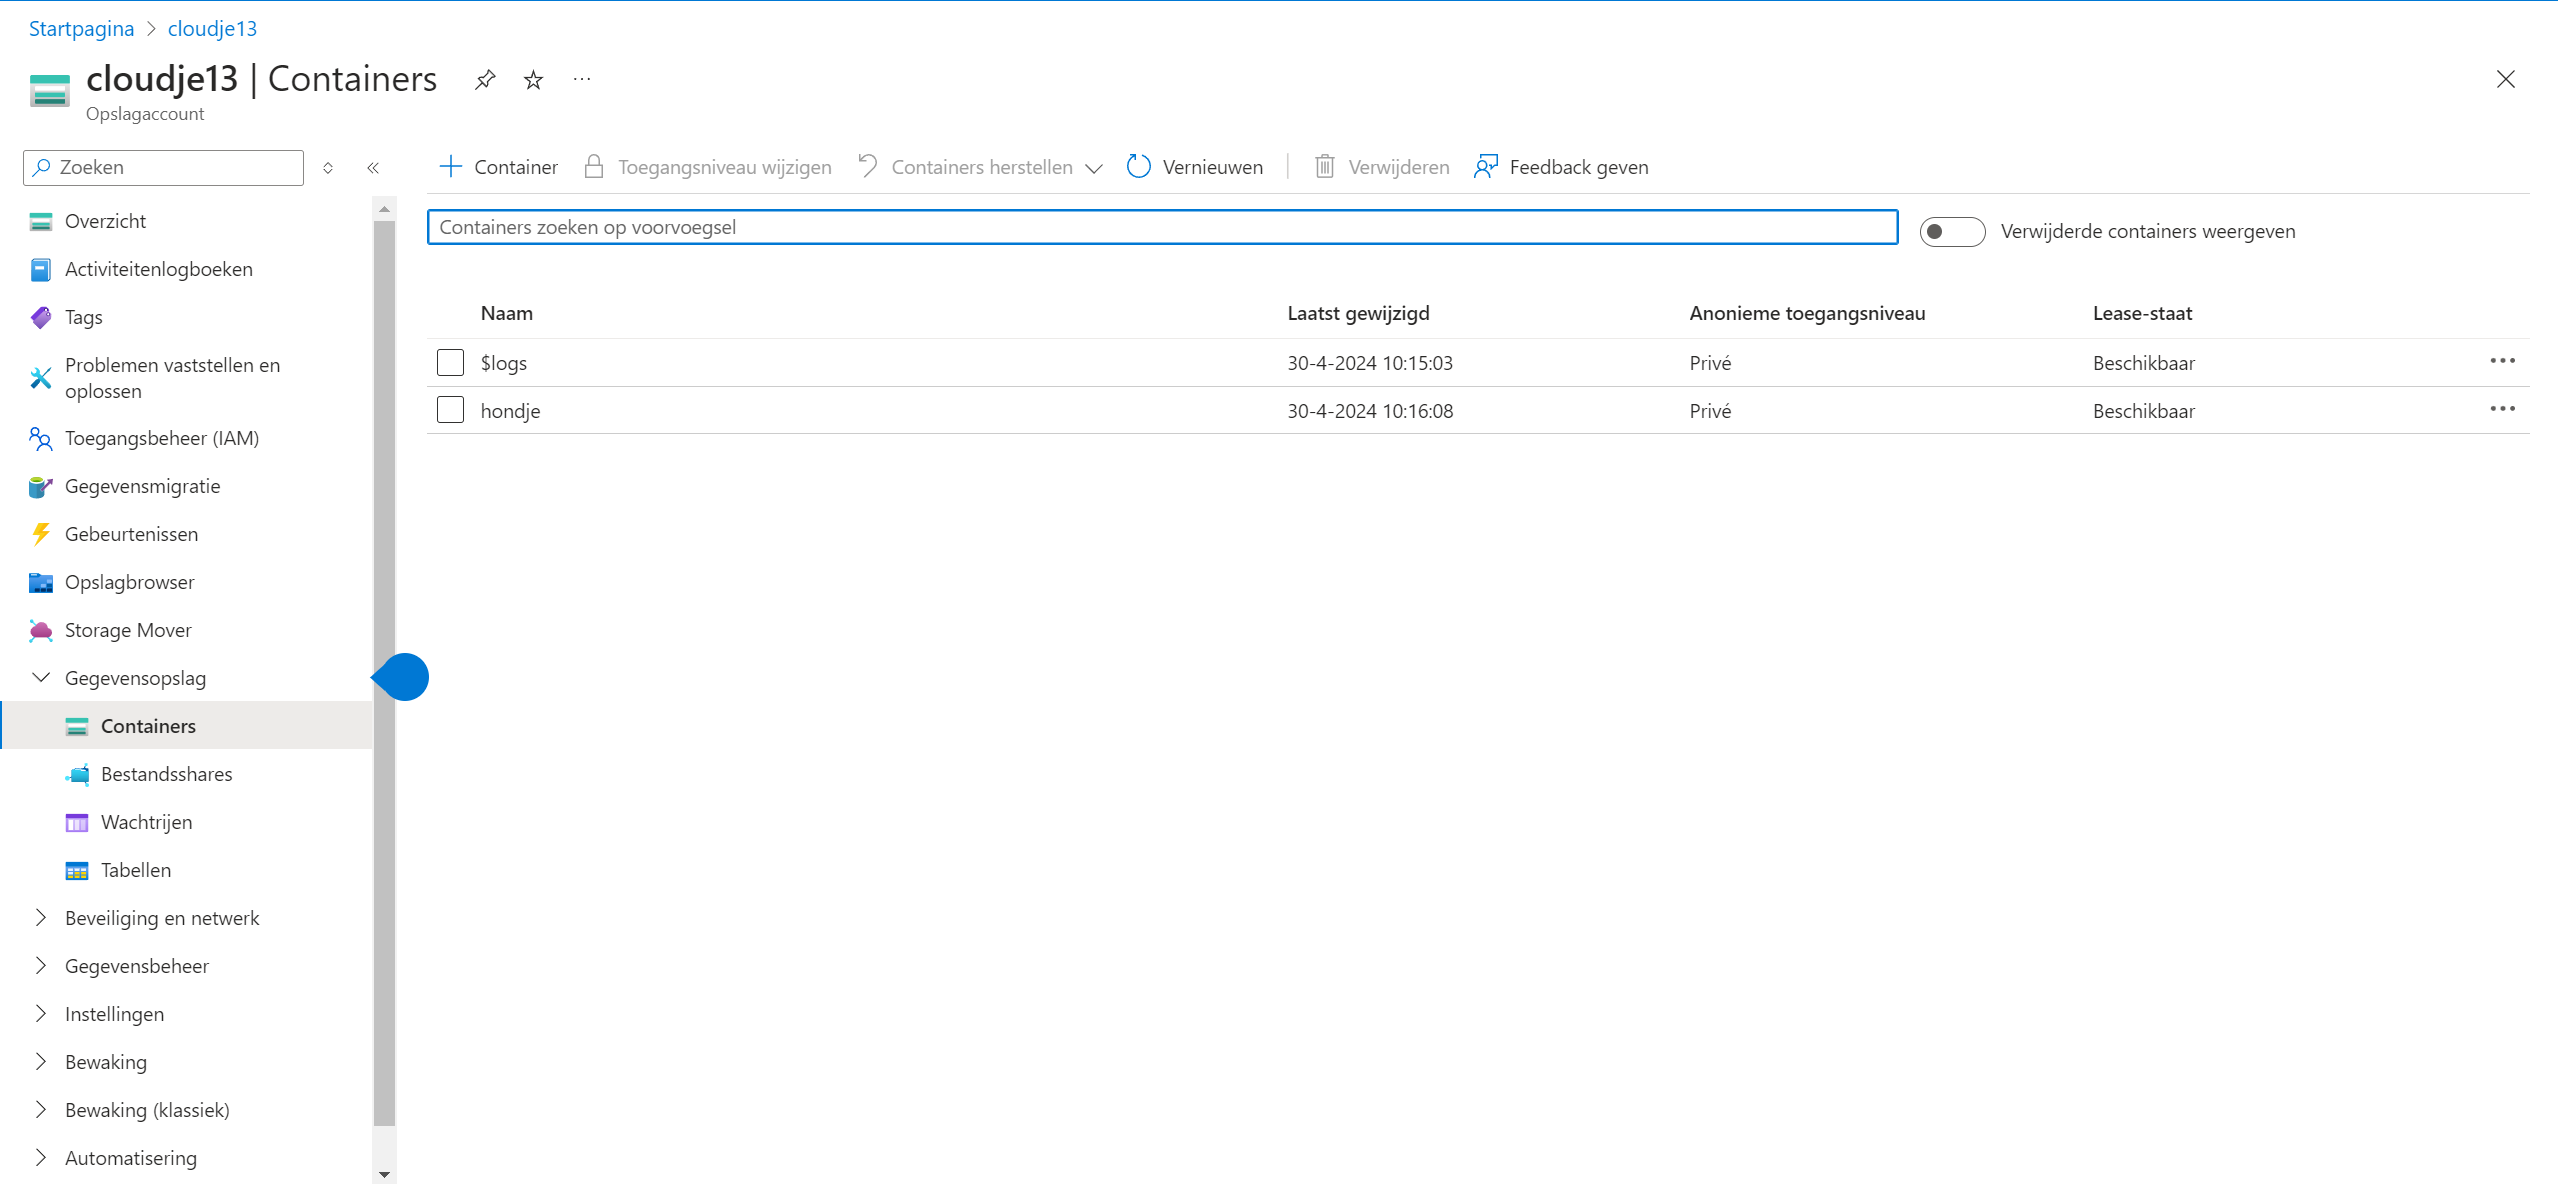 Startpagina > cloudje13
cloudje13 | Containers
Opslagaccount
Zoeken
Overzicht
Activiteitenlogboeken
Tags
Problemen vaststellen en
oplossen
Toegangsbeheer (IAM)
Gegevensmigratie
Gebeurtenissen
Opslagbrowser
Storage Mover
Gegevensopslag
Containers
Bestandsshares
Wachtrijen
Tabellen
Beveiliging en netwerk
Gegevensbeheer
Instellingen
Bewaking
Bewaking (klassiek)
Automatisering
Container Toegangsniveau wijzigen Containers herstellen Vernieuwen Verwijderen Feedback geven
Containers zoeken op voorvoegsel
Verwijderde containers weergeven
Naam Laatst gewijzigd Anonieme toegangsniveau Lease-staat
$logs 30-4-2024 10:15:03 Privé Beschikbaar
hondje 30-4-2024 10:16:08 Privé Beschikbaar